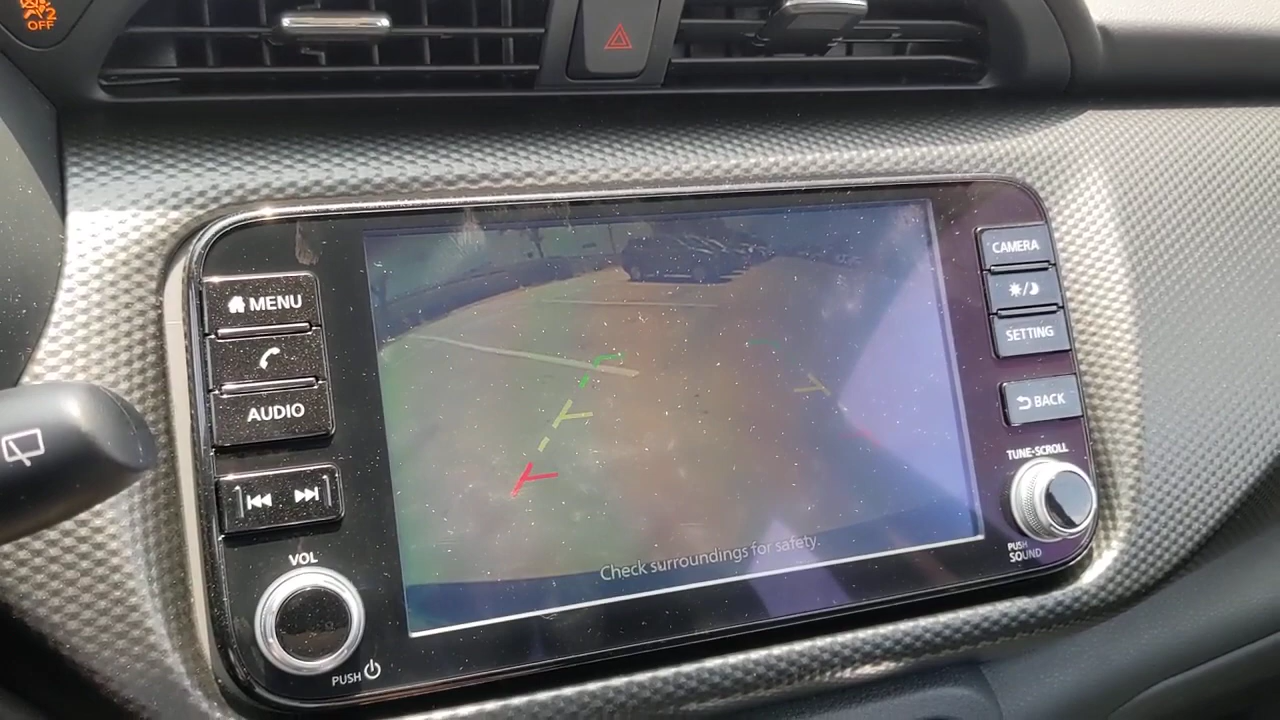 OFF
MENU
AUDIO
VOL
PUSH
Check surroundings for safety.
CAMERA
SETTING
BACK
TUNE·SCROLL
PUSH
SOUND